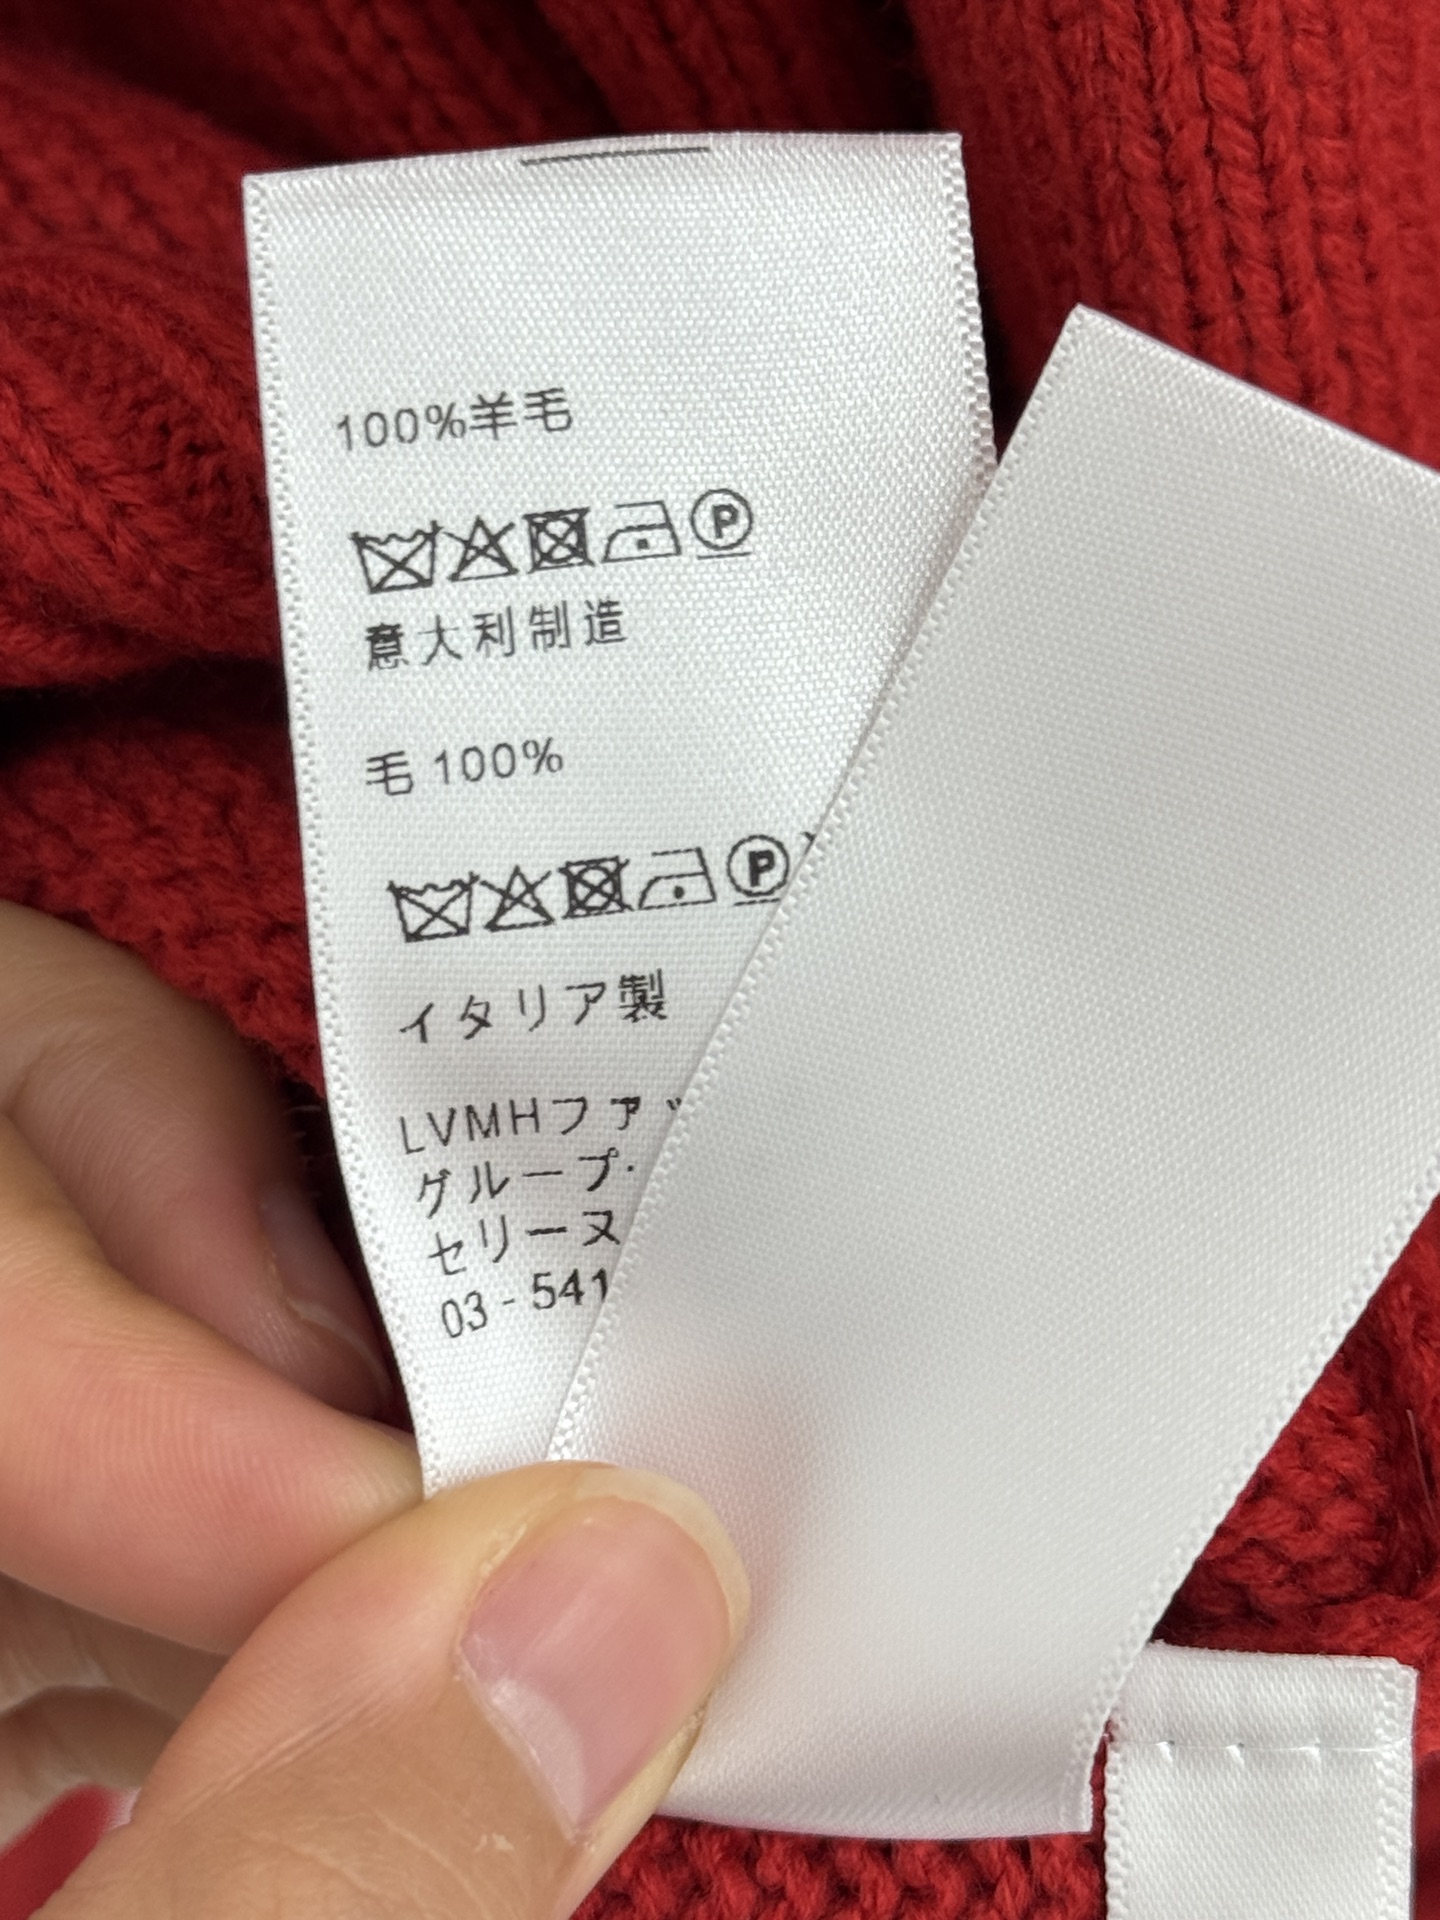 100%羊毛
P
意大利制造
毛 100%
P
イタリア製
LVMHファッ
グループ・
セリーヌ
03-541